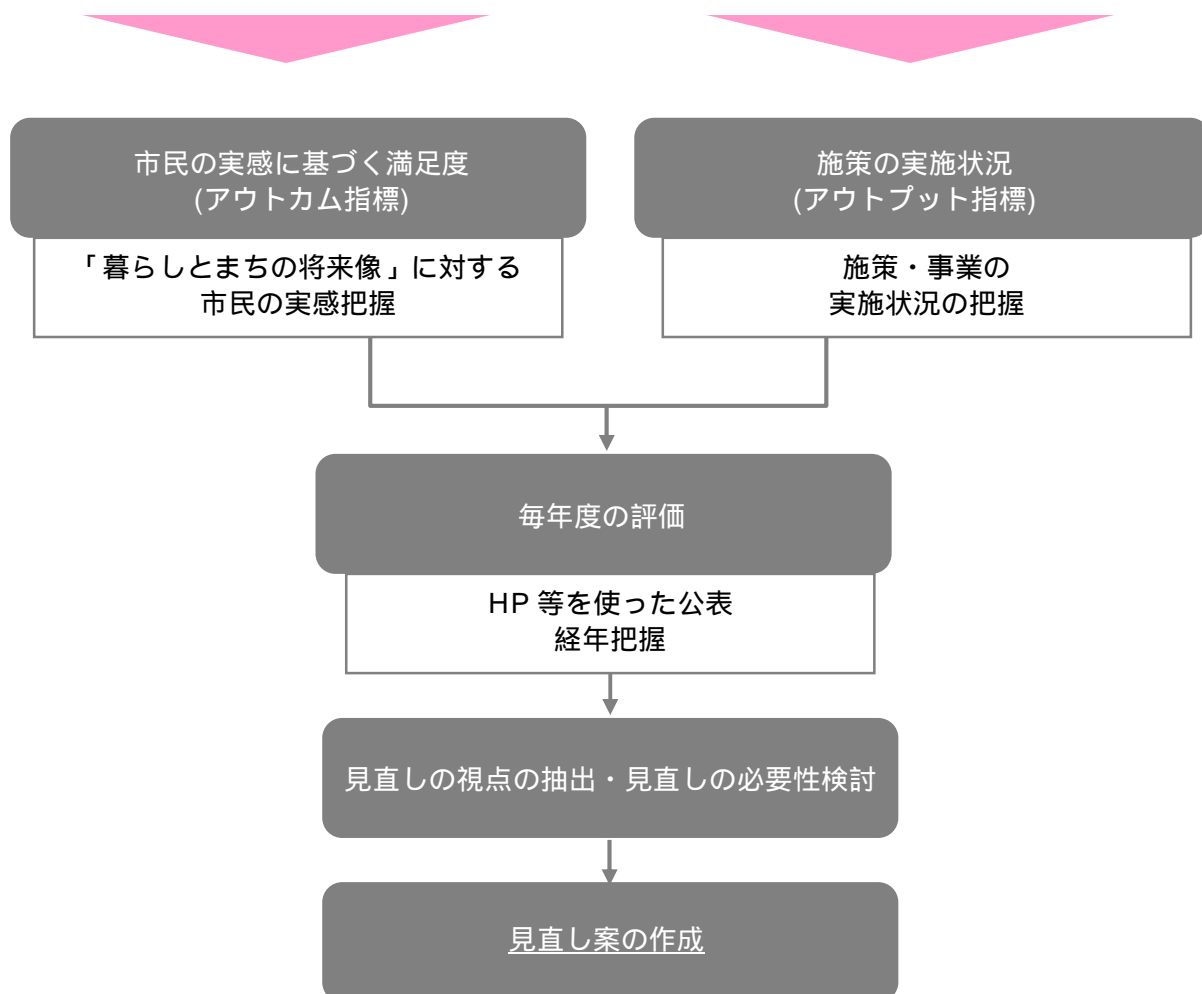 市民の実感に基づく満足度
(アウトカム指標)
「暮らしとまちの将来像」に対する
市民の実感把握
施策の実施状況
(アウトプット指標)
施策・事業の
実施状況の把握
毎年度の評価
HP 等を使った公表
経年把握
見直しの視点の抽出・見直しの必要性検討
見直し案の作成